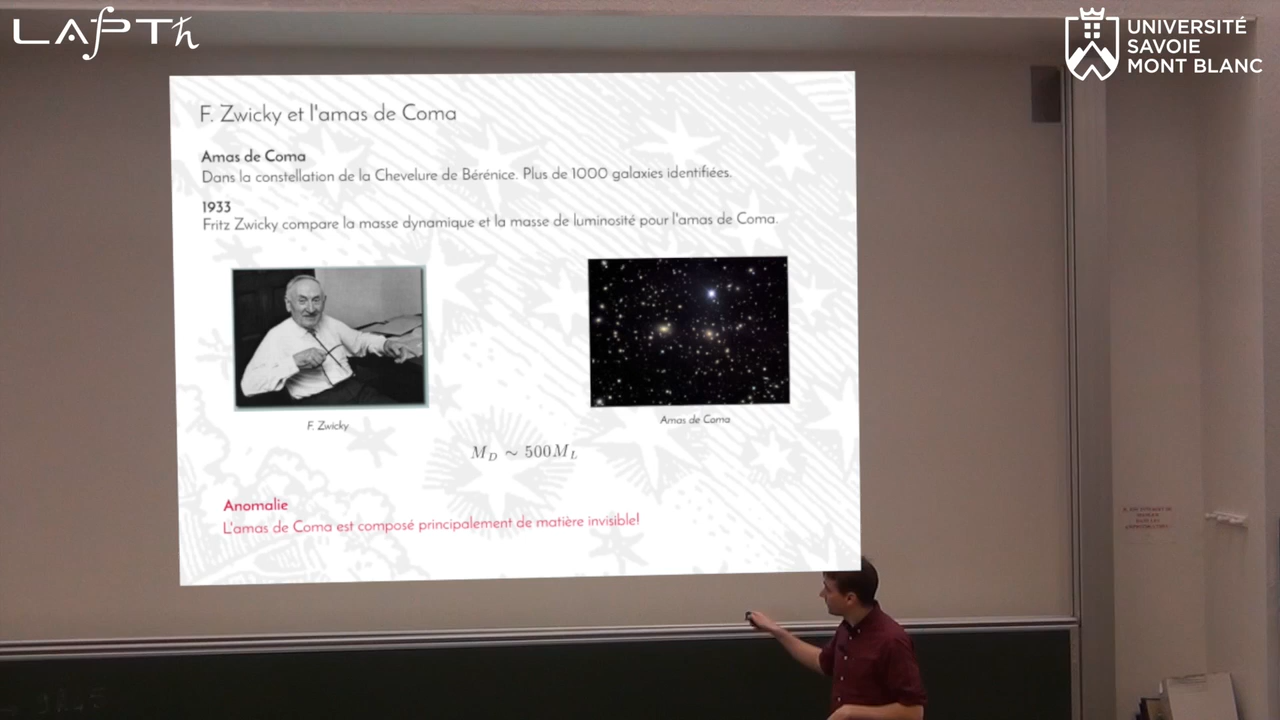 LAPTh
UNIVERSITÉ
SAVOIE
MONT BLANC
F. Zwicky et l'amas de Coma
Amas de Coma
Dans la constellation de la Chevelure de Bérénice. Plus de 1000 galaxies identifiées.
1933
Fritz Zwicky compare la masse dynamique et la masse de luminosité pour l'amas de Coma.
F. Zwicky
Amas de Coma
M_D ~ 500M_L
Anomalie
L'amas de Coma est composé principalement de matière invisible!